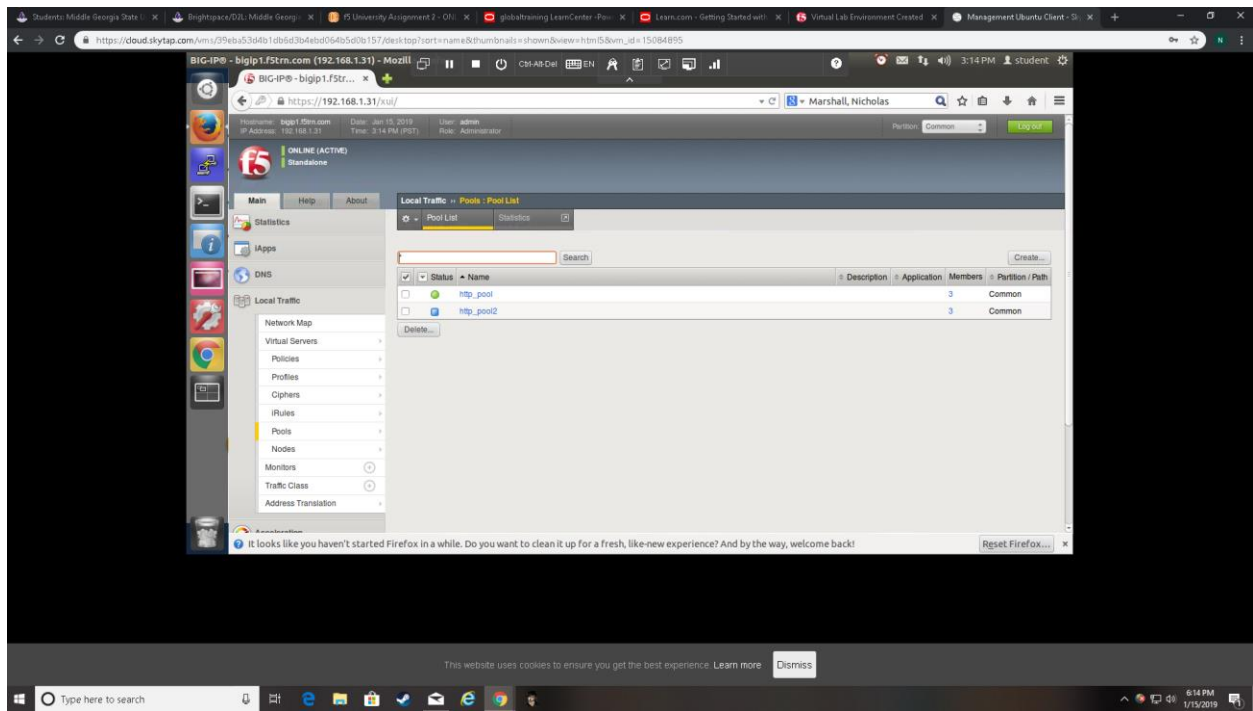 Students: Middle Georgia State U
Brightspace/D2L: Middle Georgi
f5 University
Assignment 2 - ONL
globaltraining LearnCenter -Pow
Learn.com - Getting Started with
Virtual Lab Environment Created
Management Ubuntu Client - Sk
https://cloud.skytap.com/vms/
/desktop?sort=name&thumbnails=shown&view=html5&vm_id=15084695
BIG-IP® - bigip1.f5trn.com (192.168.1.31) - Mozill
Ctrl-Alt-Del
EN
3:14 PM
student
BIG-IP® - bigip1.f5tr...
https://192.168.1.31/xui/
Marshall, Nicholas
Hostname: bigip1.f5trn.com Date: Jan 15, 2019 User: admin
IP Address: 192.168.1.31 Time: 3:14 PM (PST) Role: Administrator
Partition: Common
Log out
f5
ONLINE (ACTIVE)
Standalone
Main Help About
Local Traffic » Pools : Pool List
Pool List Statistics
Statistics
iApps
DNS
Local Traffic
Network Map
Virtual Servers
Policies
Profiles
Ciphers
iRules
Pools
Nodes
Monitors
Traffic Class
Address Translation
Acceleration
*
Search
Create...
Status Name Description Application Members Partition / Path
http_pool 3 Common
http_pool2 3 Common
Delete...
It looks like you haven't started Firefox in a while. Do you want to clean it up for a fresh, like-new experience? And by the way, welcome back!
Reset Firefox...
This website uses cookies to ensure you get the best experience. Learn more
Dismiss
Type here to search
6:14 PM
1/15/2019